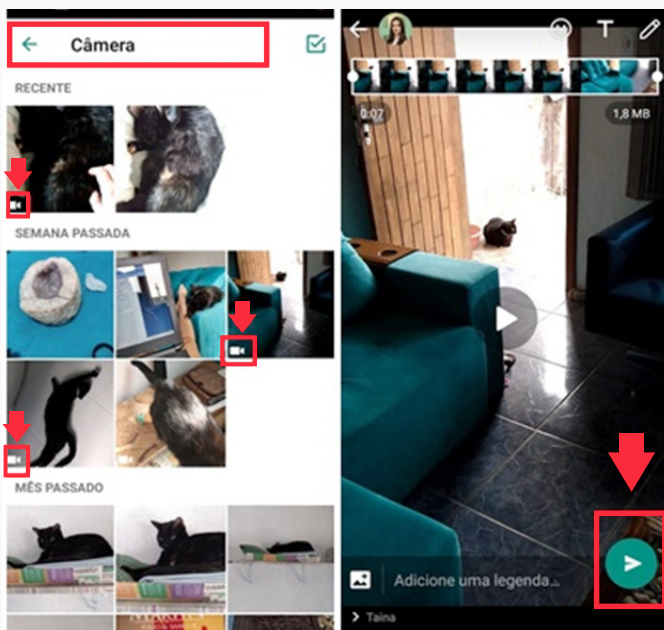 Câmera
RECENTE
SEMANA PASSADA
MÊS PASSADO
T
0:07
1,8 MB
Adicione uma legenda...
Taina